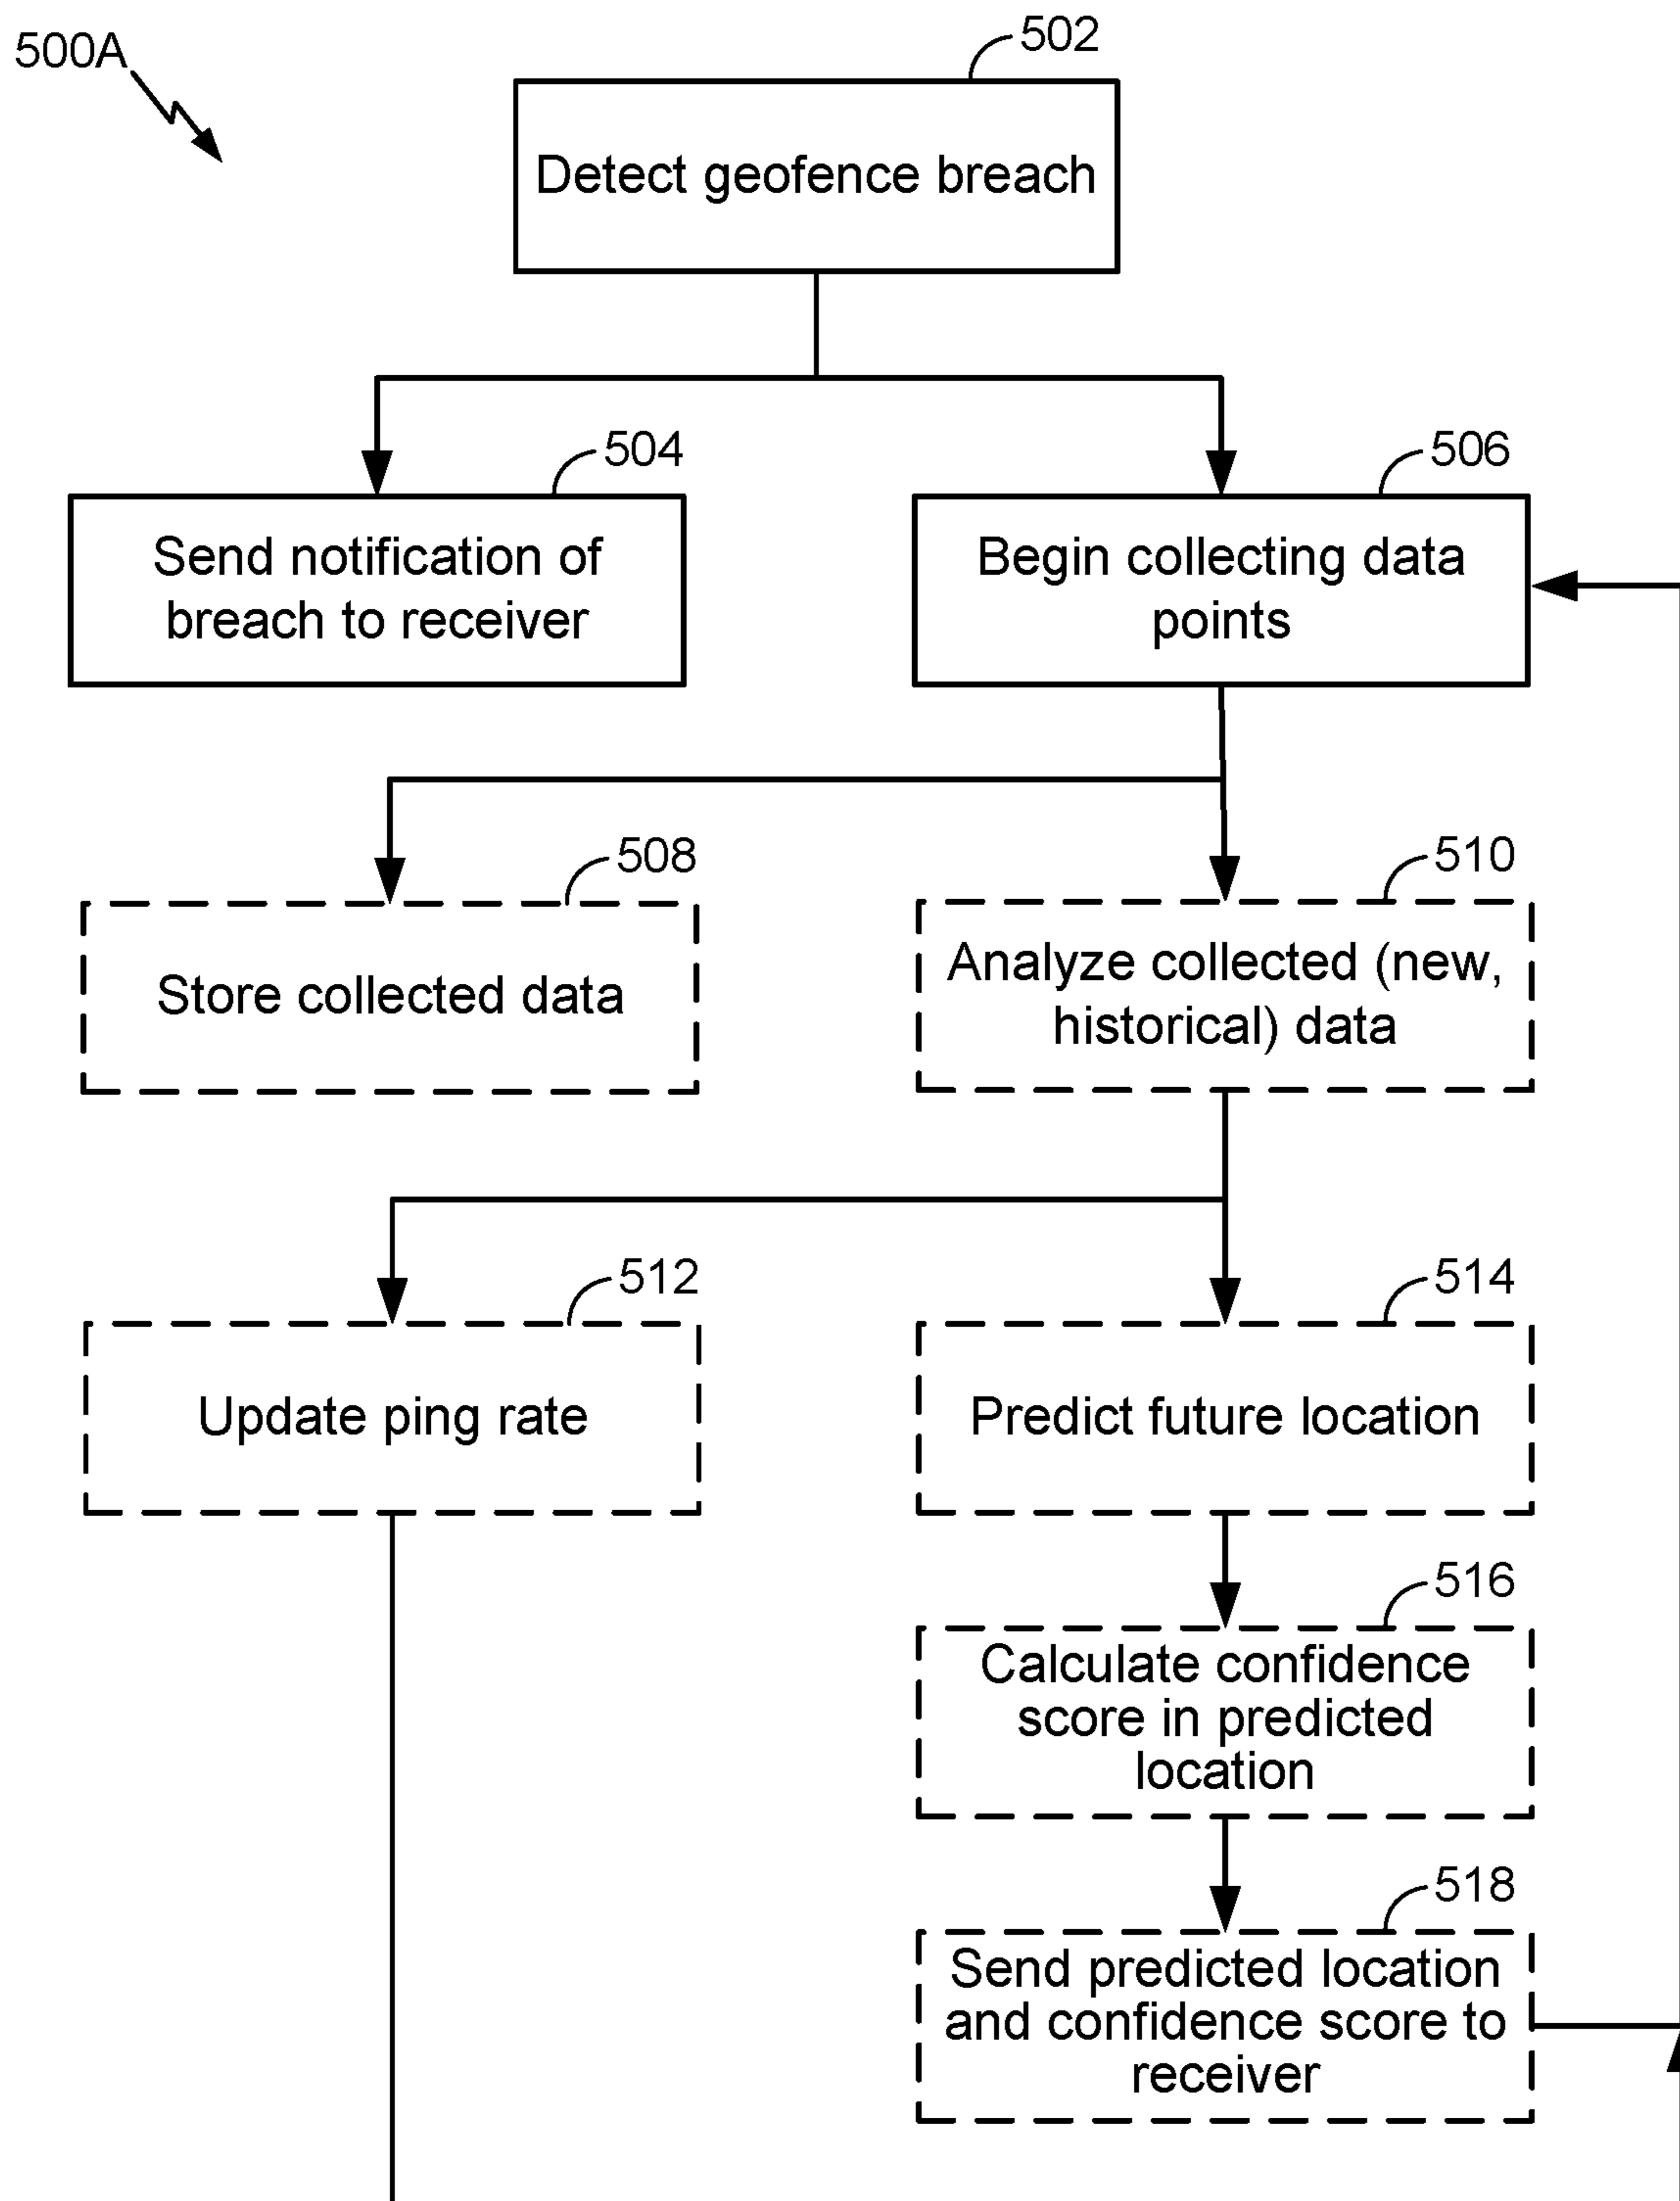 500A
502
Detect geofence breach
504
Send notification of
breach to receiver
506
Begin collecting data
points
508
Store collected data
510
Analyze collected (new,
historical) data
512
Update ping rate
514
Predict future location
516
Calculate confidence
score in predicted
location
518
Send predicted location
and confidence score to
receiver